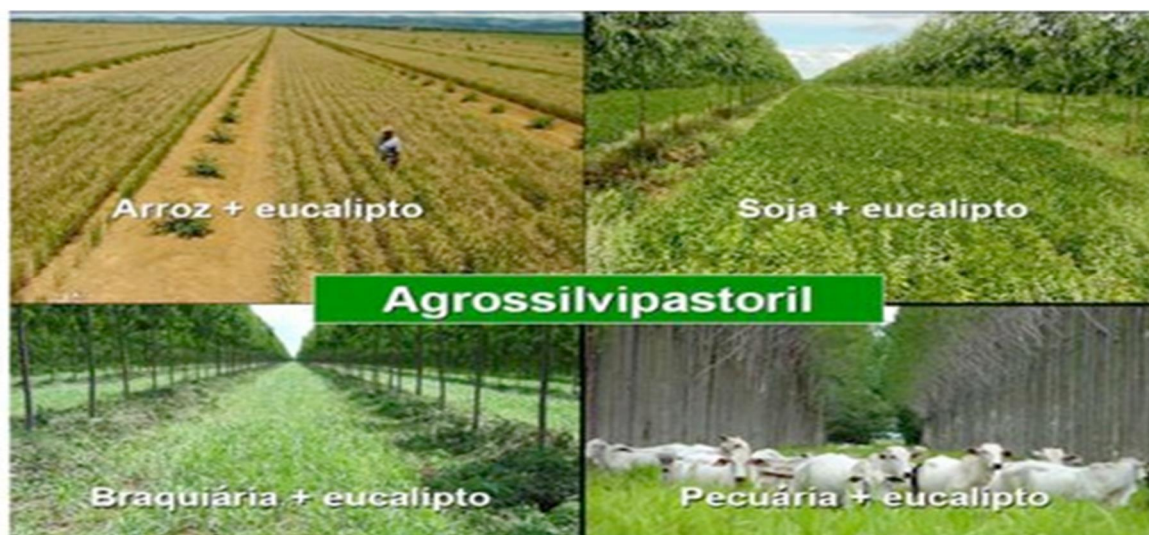 Arroz + eucalipto
Soja + eucalipto
Agrossilvipastoril
Braquiária + eucalipto
Pecuária + eucalipto